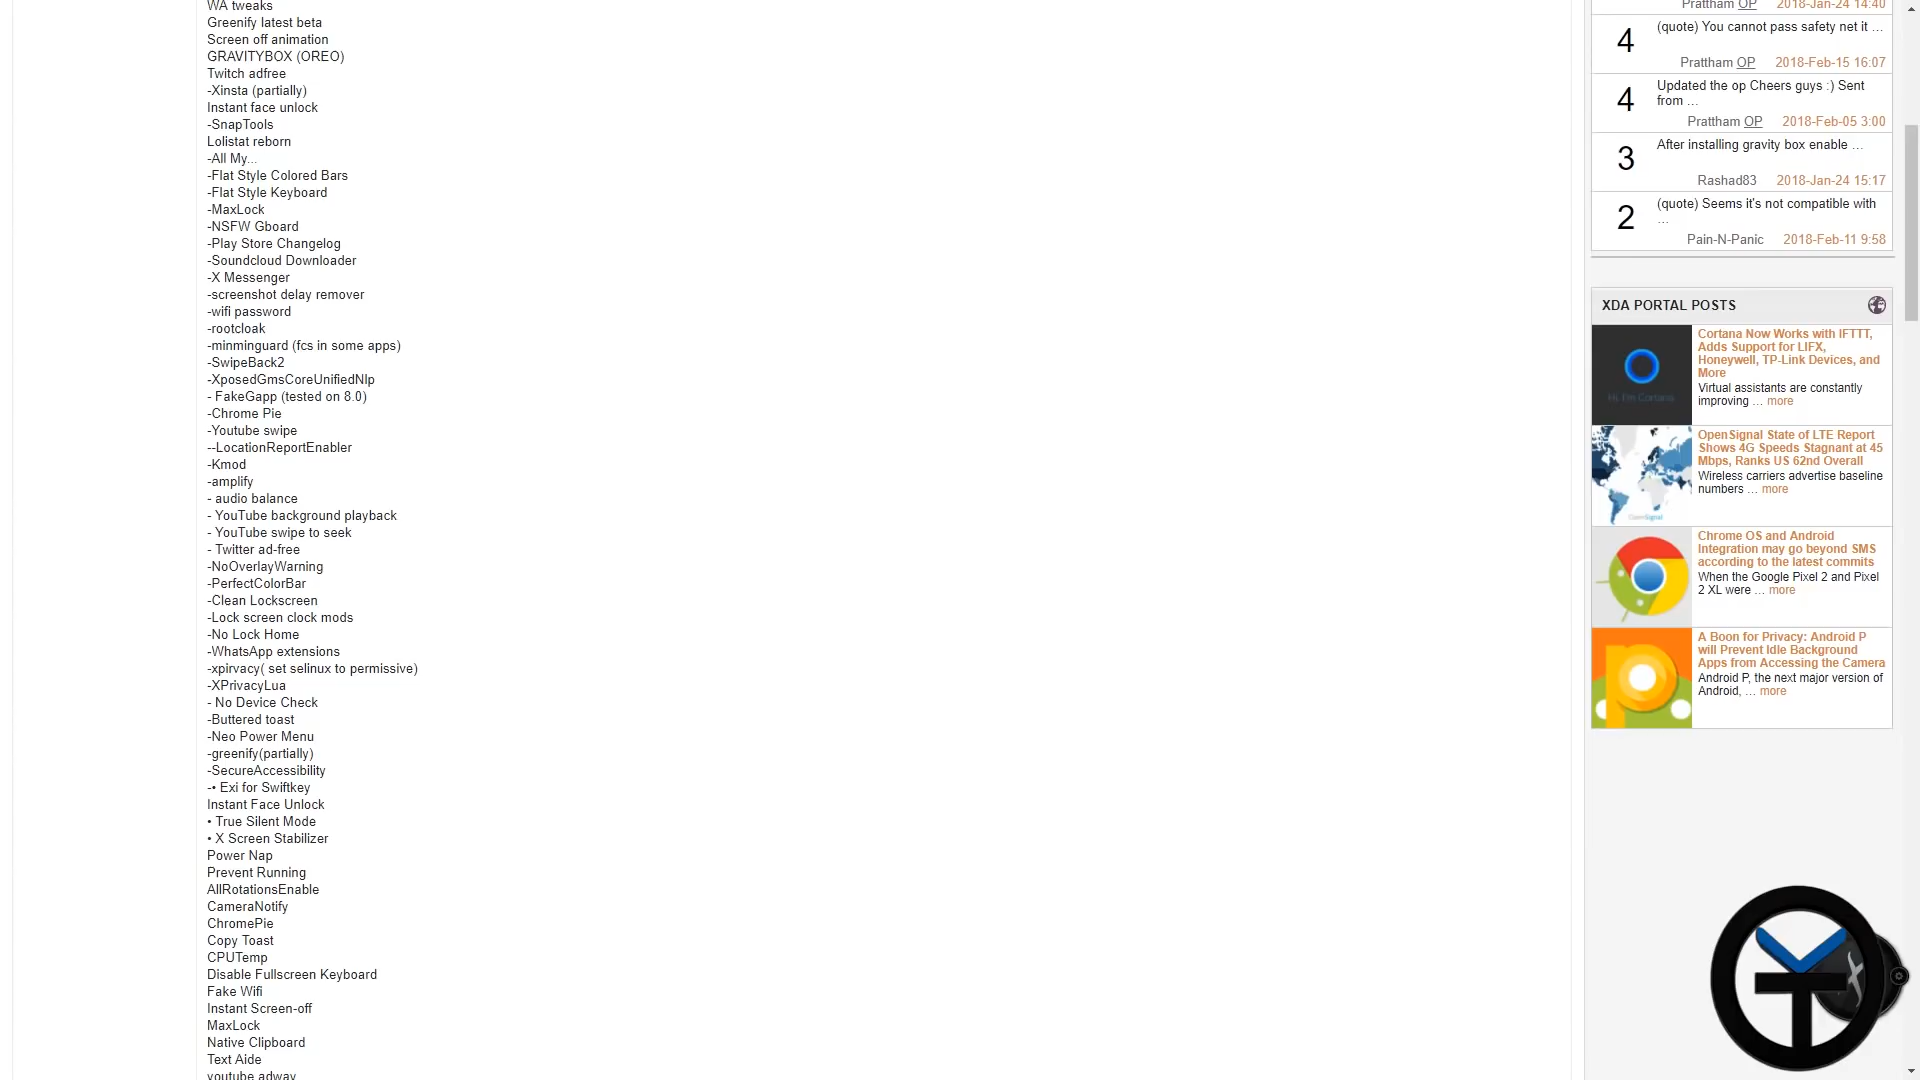 WA tweaks
Greenify latest beta
Screen off animation
GRAVITYBOX (OREO)
Twitch adfree
-Xinsta (partially)
Instant face unlock
-SnapTools
Lolistat reborn
-All My...
-Flat Style Colored Bars
-Flat Style Keyboard
-MaxLock
-NSFW Gboard
-Play Store Changelog
-Soundcloud Downloader
-X Messenger
-screenshot delay remover
-wifi password
-rootcloak
-minminguard (fcs in some apps)
-SwipeBack2
-XposedGmsCoreUnifiedNlp
- FakeGapp (tested on 8.0)
-Chrome Pie
-Youtube swipe
--LocationReportEnabler
-Kmod
-amplify
- audio balance
- YouTube background playback
- YouTube swipe to seek
- Twitter ad-free
-NoOverlayWarning
-PerfectColorBar
-Clean Lockscreen
-Lock screen clock mods
-No Lock Home
-WhatsApp extensions
-xpirvacy( set selinux to permissive)
-XPrivacyLua
- No Device Check
-Buttered toast
-Neo Power Menu
-greenify(partially)
-SecureAccessibility
-• Exi for Swiftkey
Instant Face Unlock
• True Silent Mode
• X Screen Stabilizer
Power Nap
Prevent Running
AllRotationsEnable
CameraNotify
ChromePie
Copy Toast
CPUTemp
Disable Fullscreen Keyboard
Fake Wifi
Instant Screen-off
MaxLock
Native Clipboard
Text Aide
youtube adway
Prattham OP 2018-Jan-24 14:40
4
(quote) You cannot pass safety net it …
Prattham OP 2018-Feb-15 16:07
4
Updated the op Cheers guys :) Sent
from …
Prattham OP 2018-Feb-05 3:00
3
After installing gravity box enable …
Rashad83 2018-Jan-24 15:17
2
(quote) Seems it's not compatible with
…
Pain-N-Panic 2018-Feb-11 9:58
XDA PORTAL POSTS
Hi. I'm Cortana.
Cortana Now Works with IFTTT,
Adds Support for LIFX,
Honeywell, TP-Link Devices, and
More
Virtual assistants are constantly
improving … more
OpenSignal
OpenSignal State of LTE Report
Shows 4G Speeds Stagnant at 45
Mbps, Ranks US 62nd Overall
Wireless carriers advertise baseline
numbers … more
Chrome OS and Android
Integration may go beyond SMS
according to the latest commits
When the Google Pixel 2 and Pixel
2 XL were … more
A Boon for Privacy: Android P
will Prevent Idle Background
Apps from Accessing the Camera
Android P, the next major version of
Android, … more